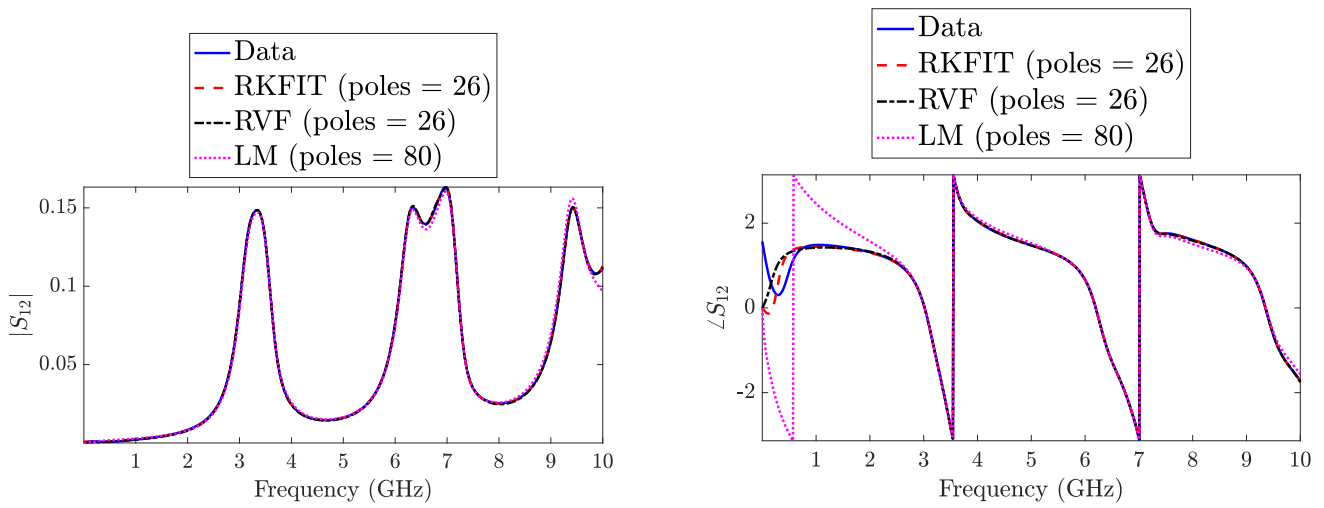 Data
RKFIT (poles = 26)
RVF (poles = 26)
LM (poles = 80)
0.15
0.1
0.05
|S₁₂|
1 2 3 4 5 6 7 8 9 10
Frequency (GHz)
Data
RKFIT (poles = 26)
RVF (poles = 26)
LM (poles = 80)
2
0
-2
∠S₁₂
1 2 3 4 5 6 7 8 9 10
Frequency (GHz)